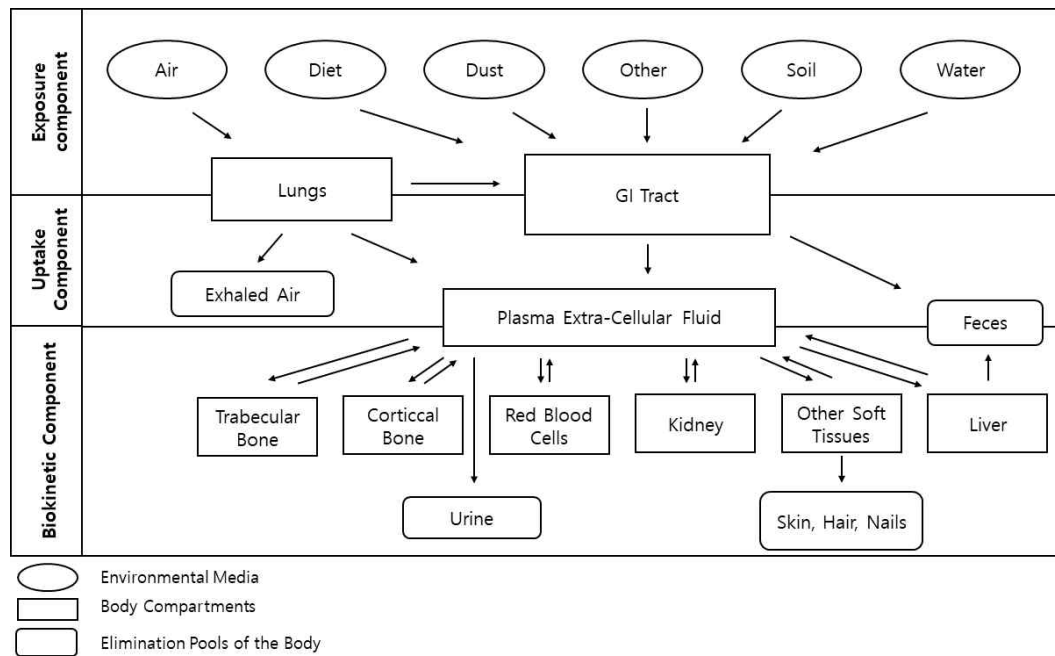 Exposure
component
Air
Diet
Dust
Other
Soil
Water
Lungs
GI Tract
Uptake
Component
Exhaled Air
Plasma Extra-Cellular Fluid
Feces
Biokinetic Component
Trabecular
Bone
Corticcal
Bone
Red Blood
Cells
Kidney
Other Soft
Tissues
Liver
Urine
Skin, Hair, Nails
Environmental Media
Body Compartments
Elimination Pools of the Body